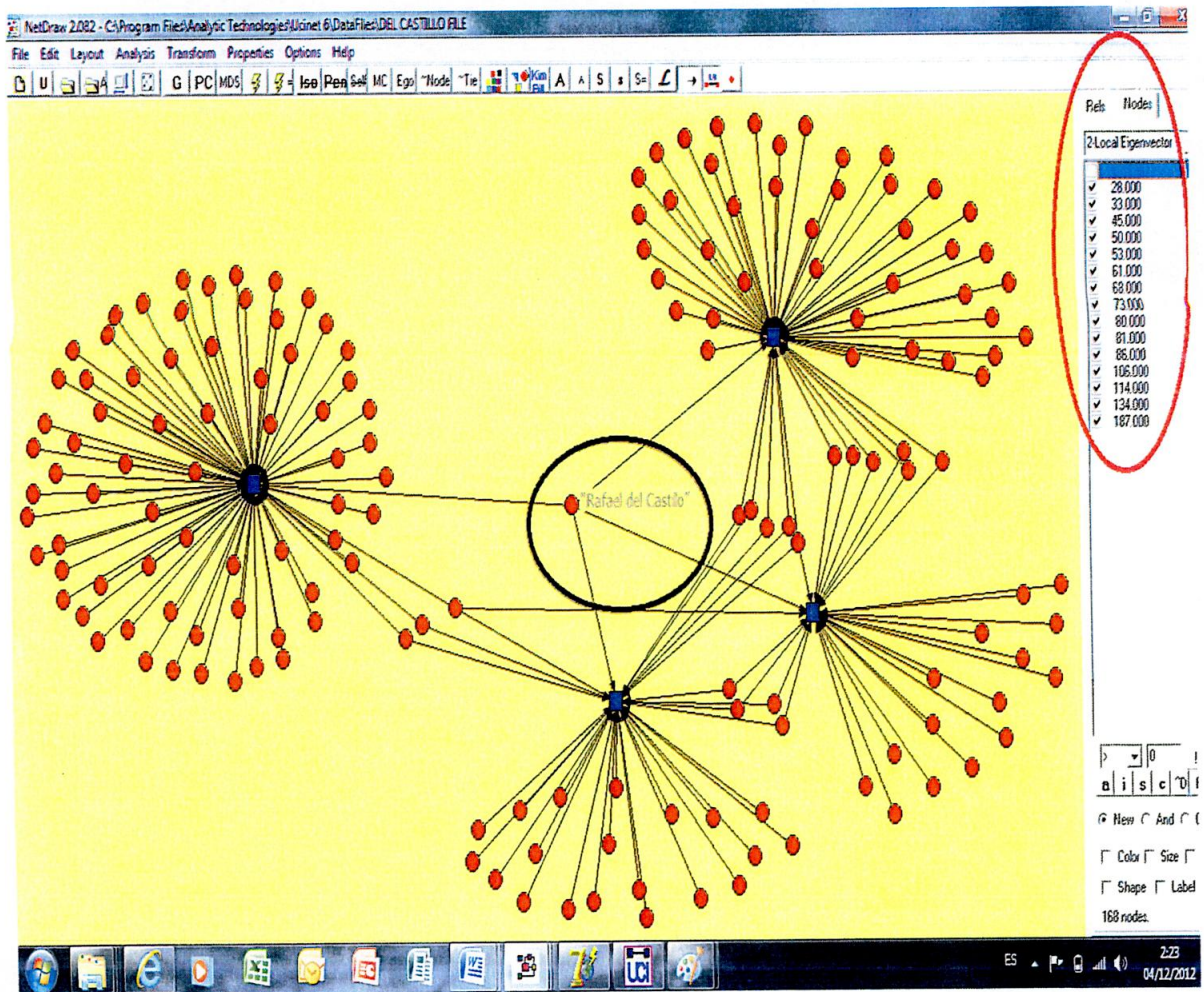 NetDraw 2.082 - C:\Program Files\Analytic Technologies\Ucinet 6\DataFiles\DEL CASTILLO FILE
File Edit Layout Analysis Transform Properties Options Help
G PC MDS = Iso Pen Sel MC Ego ~Node ~Tie A A S s S= L
Rels Nodes
2-Local Eigenvector
28.000
33.000
45.000
50.000
53.000
61.000
68.000
73.000
80.000
81.000
86.000
106.000
114.000
134.000
187.000
"Rafael del Castillo"
> 0
a i s c ~D
New And
Color Size
Shape Label
168 nodes.
UCI
ES 2:23
04/12/2012